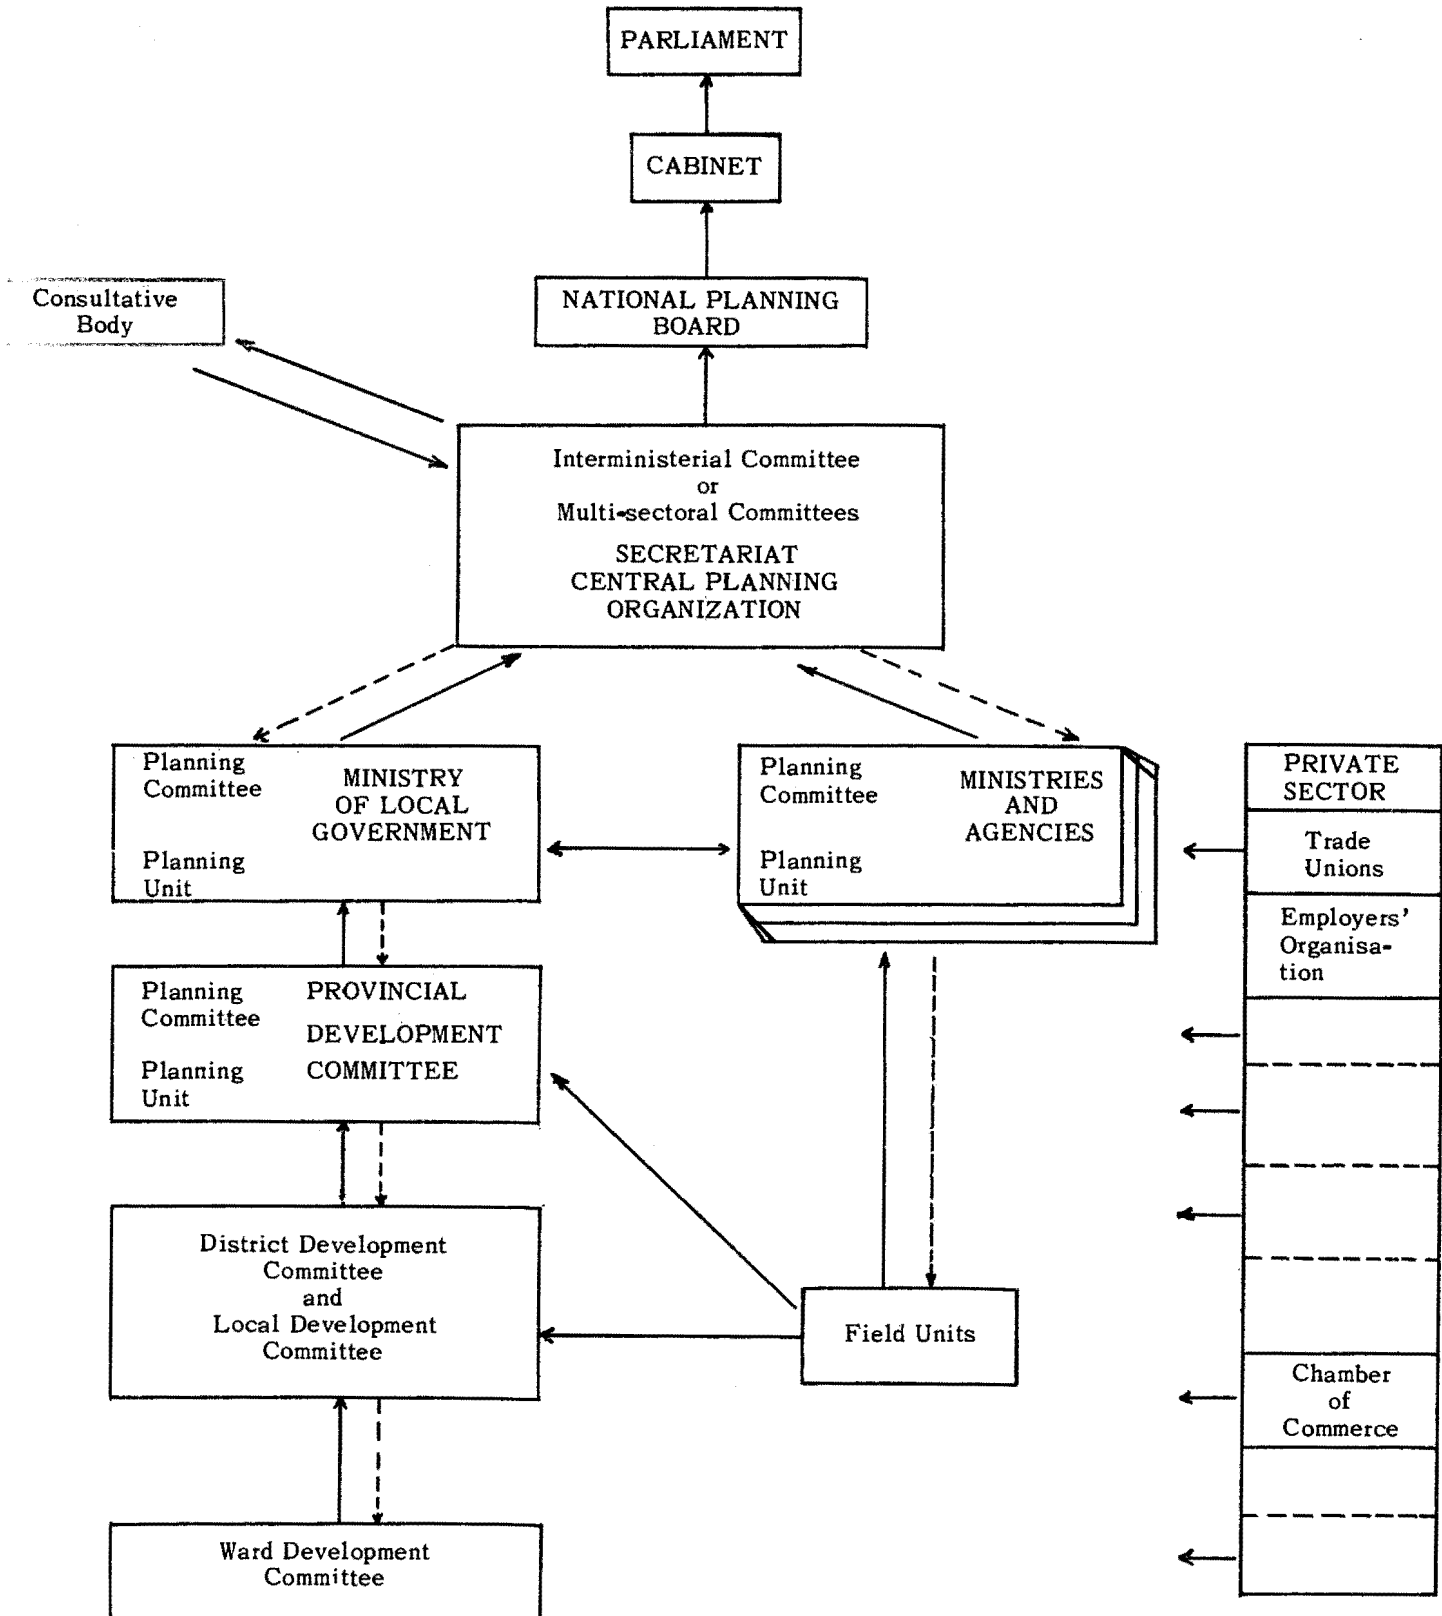 PARLIAMENT
CABINET
Consultative
Body
NATIONAL PLANNING
BOARD
Interministerial Committee
or
Multi-sectoral Committees
SECRETARIAT
CENTRAL PLANNING
ORGANIZATION
Planning
Committee
MINISTRY
OF LOCAL
GOVERNMENT
Planning
Unit
Planning
Committee
MINISTRIES
AND
AGENCIES
Planning
Unit
PRIVATE
SECTOR
Trade
Unions
Employers'
Organisa-
tion
Planning
Committee
PROVINCIAL
DEVELOPMENT
COMMITTEE
Planning
Unit
District Development
Committee
and
Local Development
Committee
Field Units
Chamber
of
Commerce
Ward Development
Committee